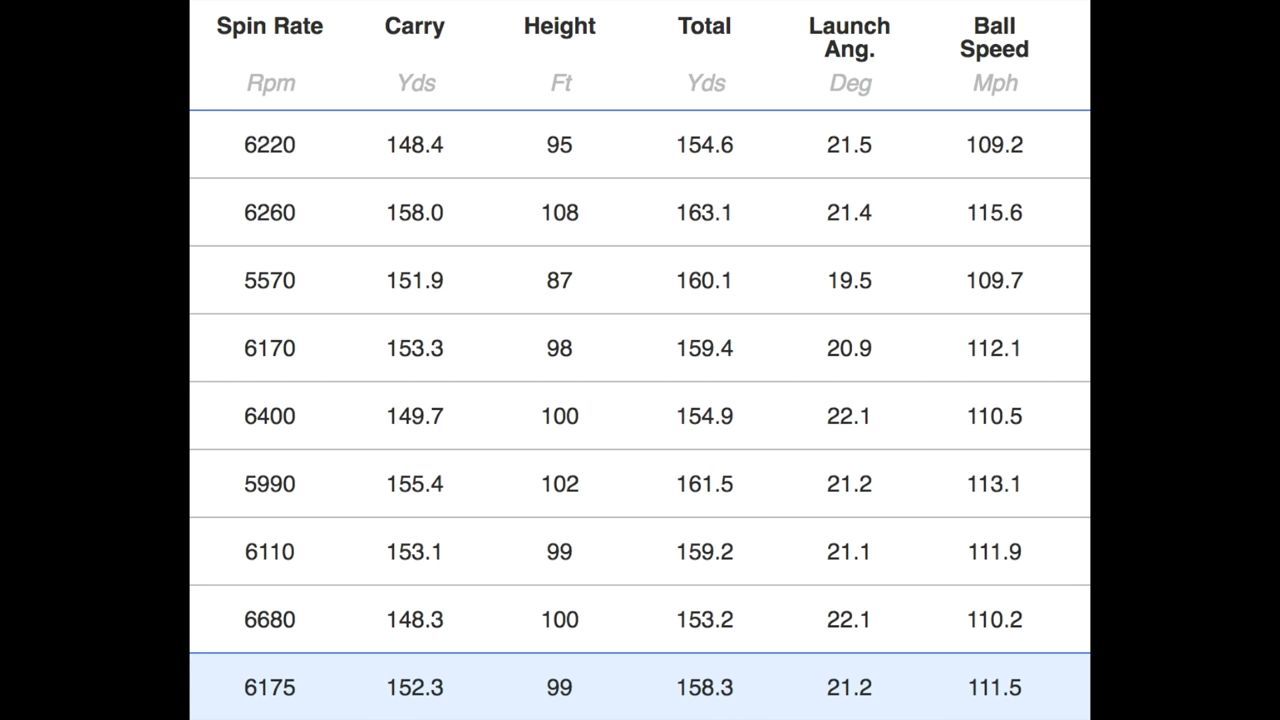 Spin Rate Carry Height Total Launch Ang. Ball Speed
Rpm Yds Ft Yds Deg Mph
6220 148.4 95 154.6 21.5 109.2
6260 158.0 108 163.1 21.4 115.6
5570 151.9 87 160.1 19.5 109.7
6170 153.3 98 159.4 20.9 112.1
6400 149.7 100 154.9 22.1 110.5
5990 155.4 102 161.5 21.2 113.1
6110 153.1 99 159.2 21.1 111.9
6680 148.3 100 153.2 22.1 110.2
6175 152.3 99 158.3 21.2 111.5